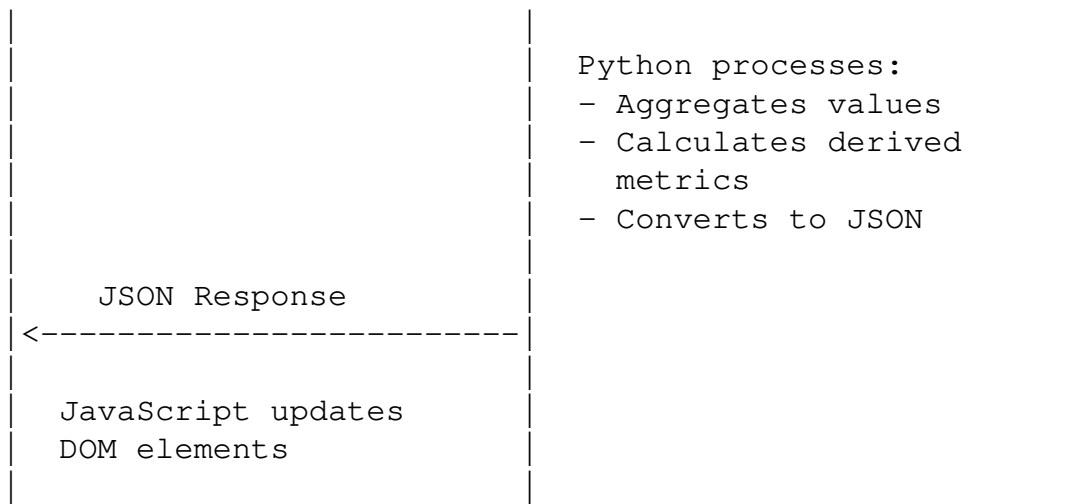 Python processes:
- Aggregates values
- Calculates derived
metrics
- Converts to JSON
JSON Response
|<-------------------------|
JavaScript updates
DOM elements